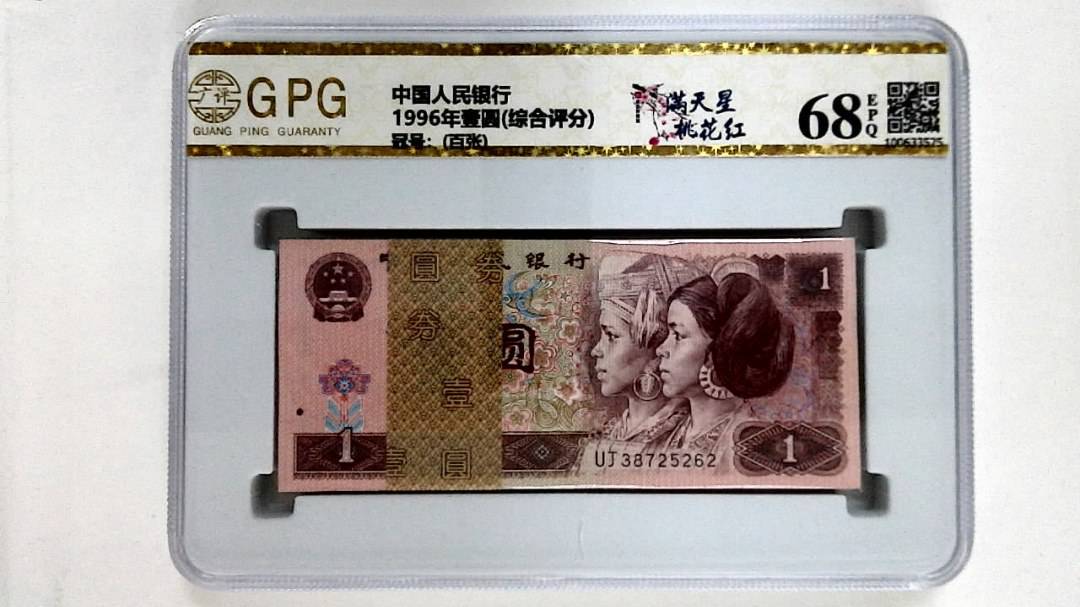 广评
GPG
GUANG PING GUARANTY
中国人民银行
1996年壹圆(综合评分)
冠号：(百张)
满天星
桃花红
68
EPQ
100633575
圆 券
银行
1
券
圆
壹
1
壹 圆
UJ38725262
1